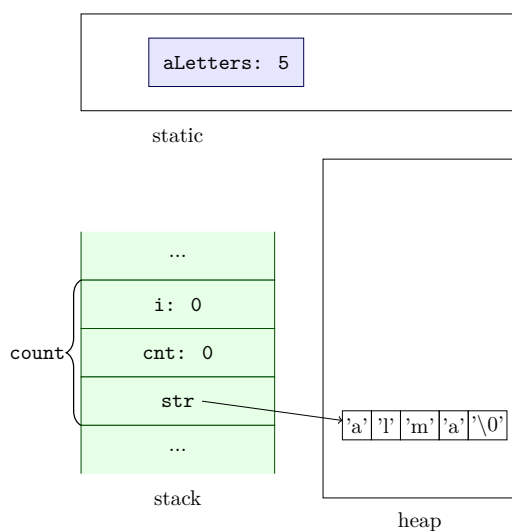 aLetters: 5
static
...
i: 0
count
cnt: 0
str
'a' 'l' 'm' 'a' '\0'
...
stack
heap